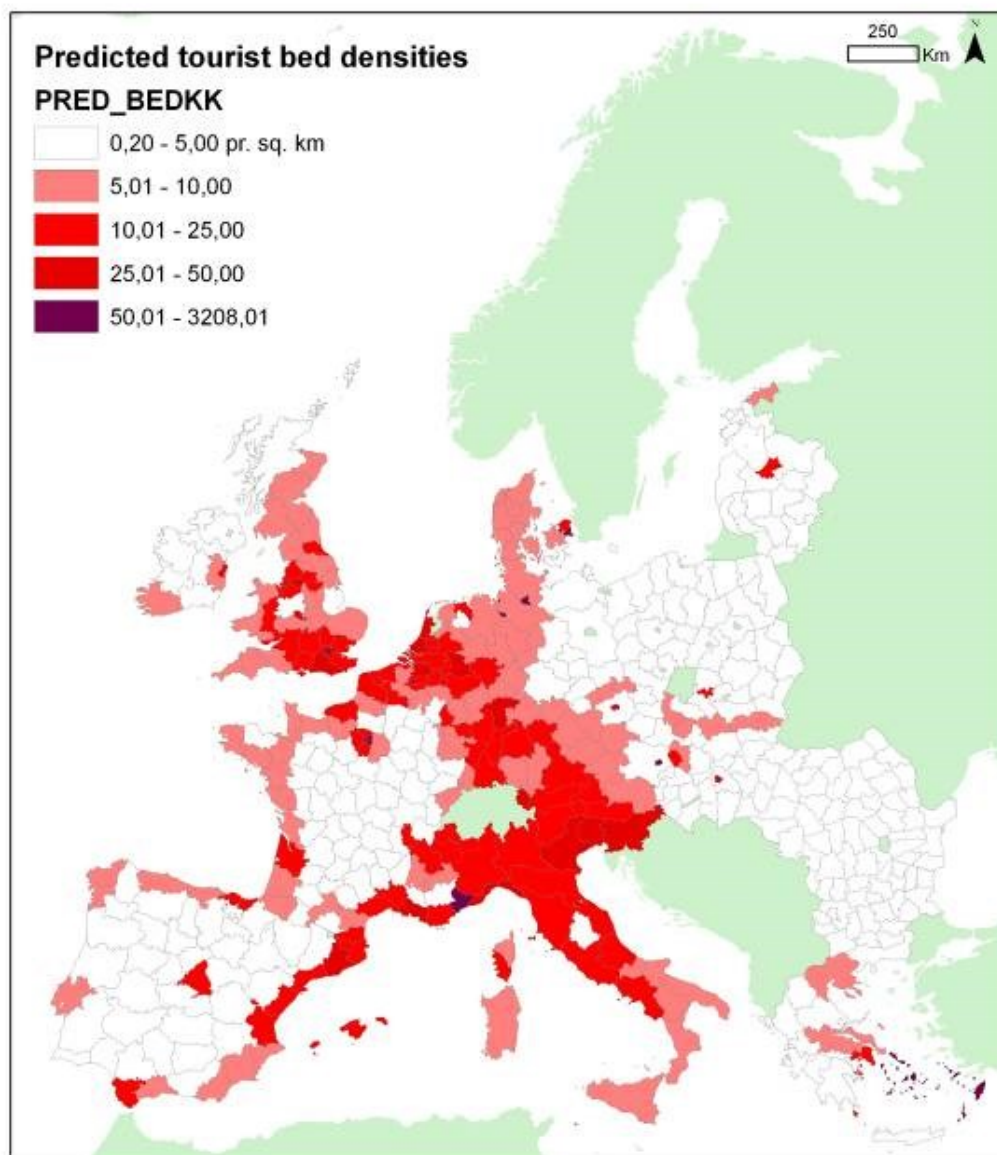 Predicted tourist bed densities
PRED_BEDKK
0,20 - 5,00 pr. sq. km
5,01 - 10,00
10,01 - 25,00
25,01 - 50,00
50,01 - 3208,01
250
Km
N